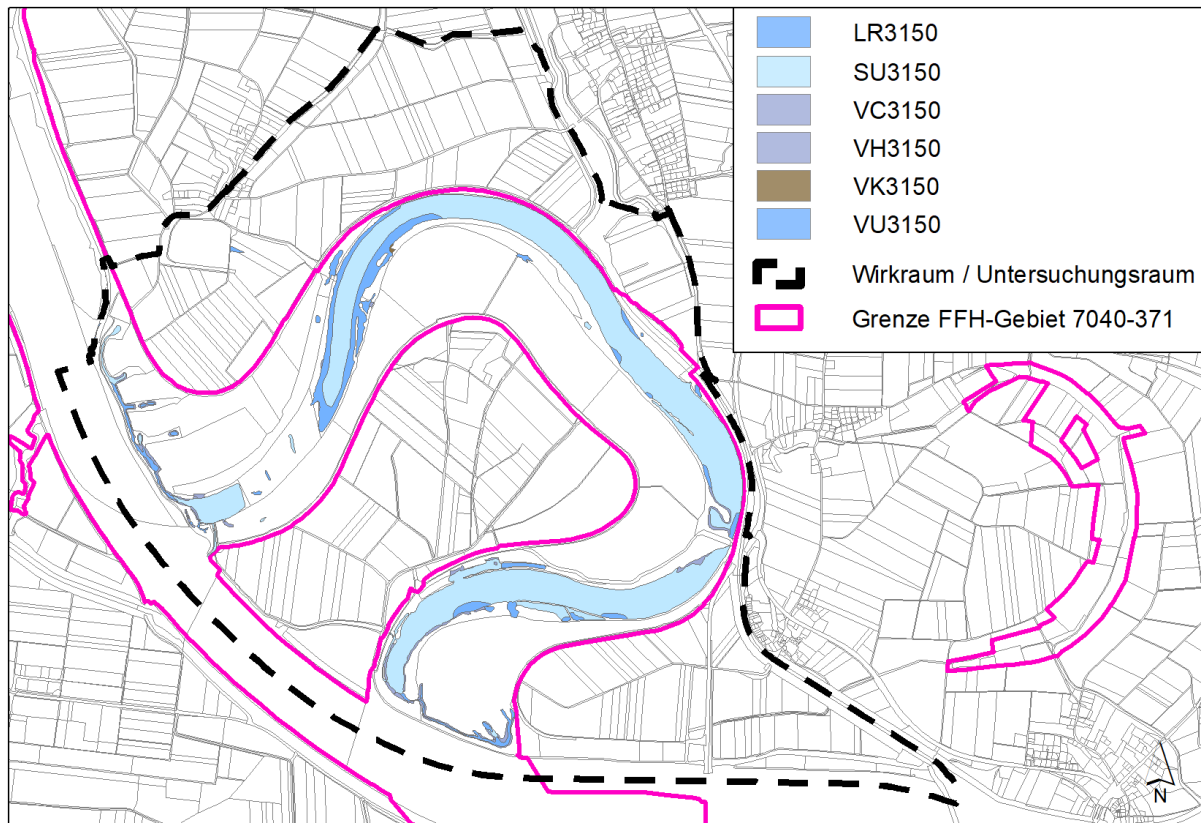 LR3150
SU3150
VC3150
VH3150
VK3150
VU3150
Wirkraum / Untersuchungsraum
Grenze FFH-Gebiet 7040-371
N